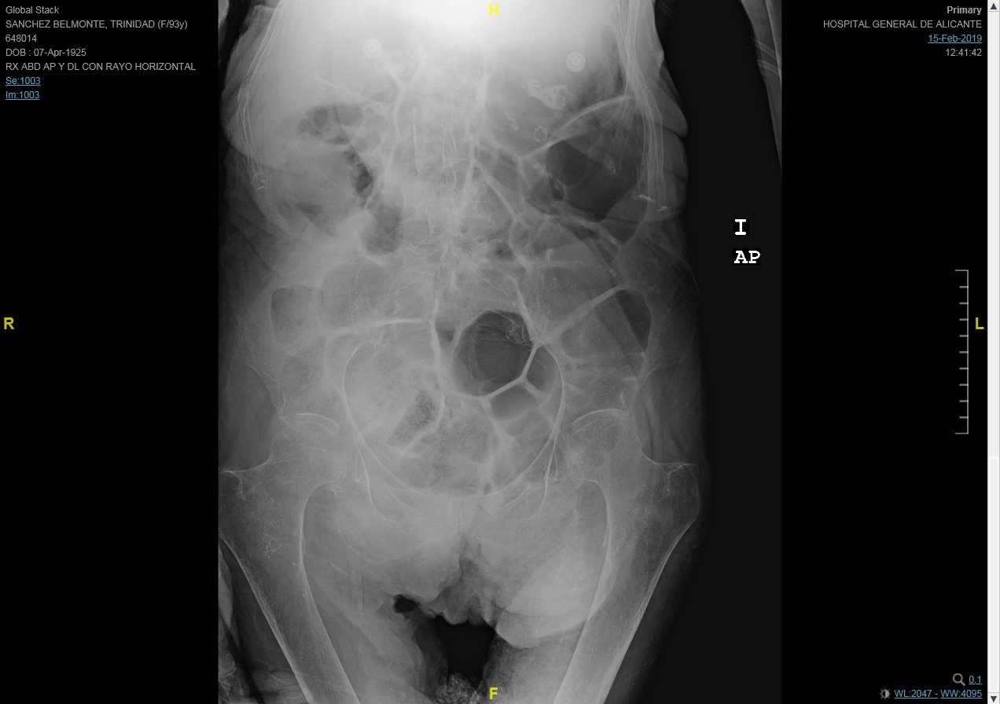 Global Stack
SANCHEZ BELMONTE, TRINIDAD (F/93y)
648014
DOB : 07-Apr-1925
RX ABD AP Y DL CON RAYO HORIZONTAL
Se:1003
Im:1003
H
Primary
HOSPITAL GENERAL DE ALICANTE
15-Feb-2019
12:41:42
I
AP
R
L
F
0.1
WL:2047 - WW:4095